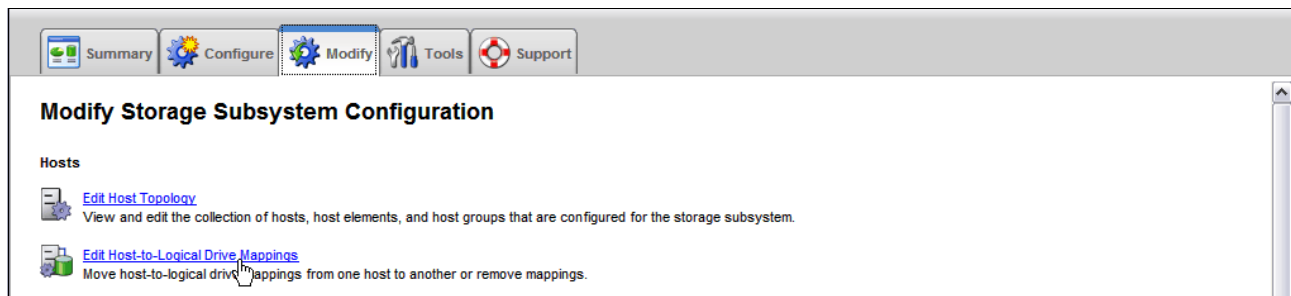 Summary Configure Modify Tools Support
Modify Storage Subsystem Configuration
Hosts
Edit Host Topology
View and edit the collection of hosts, host elements, and host groups that are configured for the storage subsystem.
Edit Host-to-Logical Drive Mappings
Move host-to-logical drive mappings from one host to another or remove mappings.